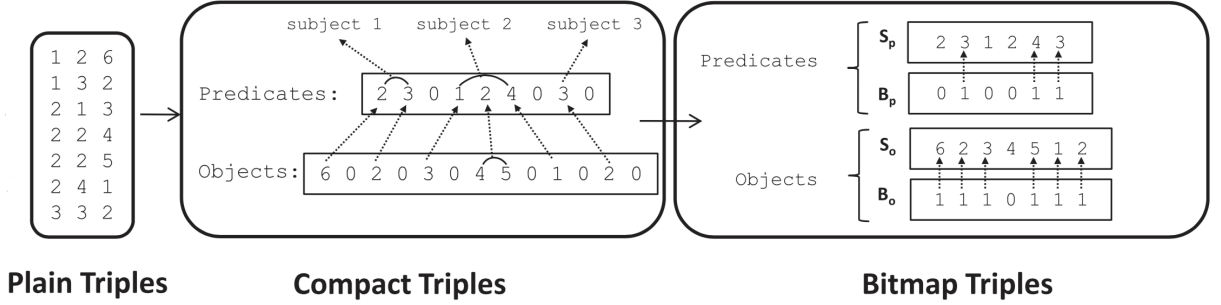 1 2 6
1 3 2
2 1 3
2 2 4
2 2 5
2 4 1
3 3 2
Plain Triples
subject 1 subject 2 subject 3
Predicates: 2 3 0 1 2 4 0 3 0
Objects: 6 0 2 0 3 0 4 5 0 1 0 2 0
Compact Triples
Predicates
Sp 2 3 1 2 4 3
Bp 0 1 0 0 1 1
Objects
So 6 2 3 4 5 1 2
Bo 1 1 1 0 1 1 1
Bitmap Triples